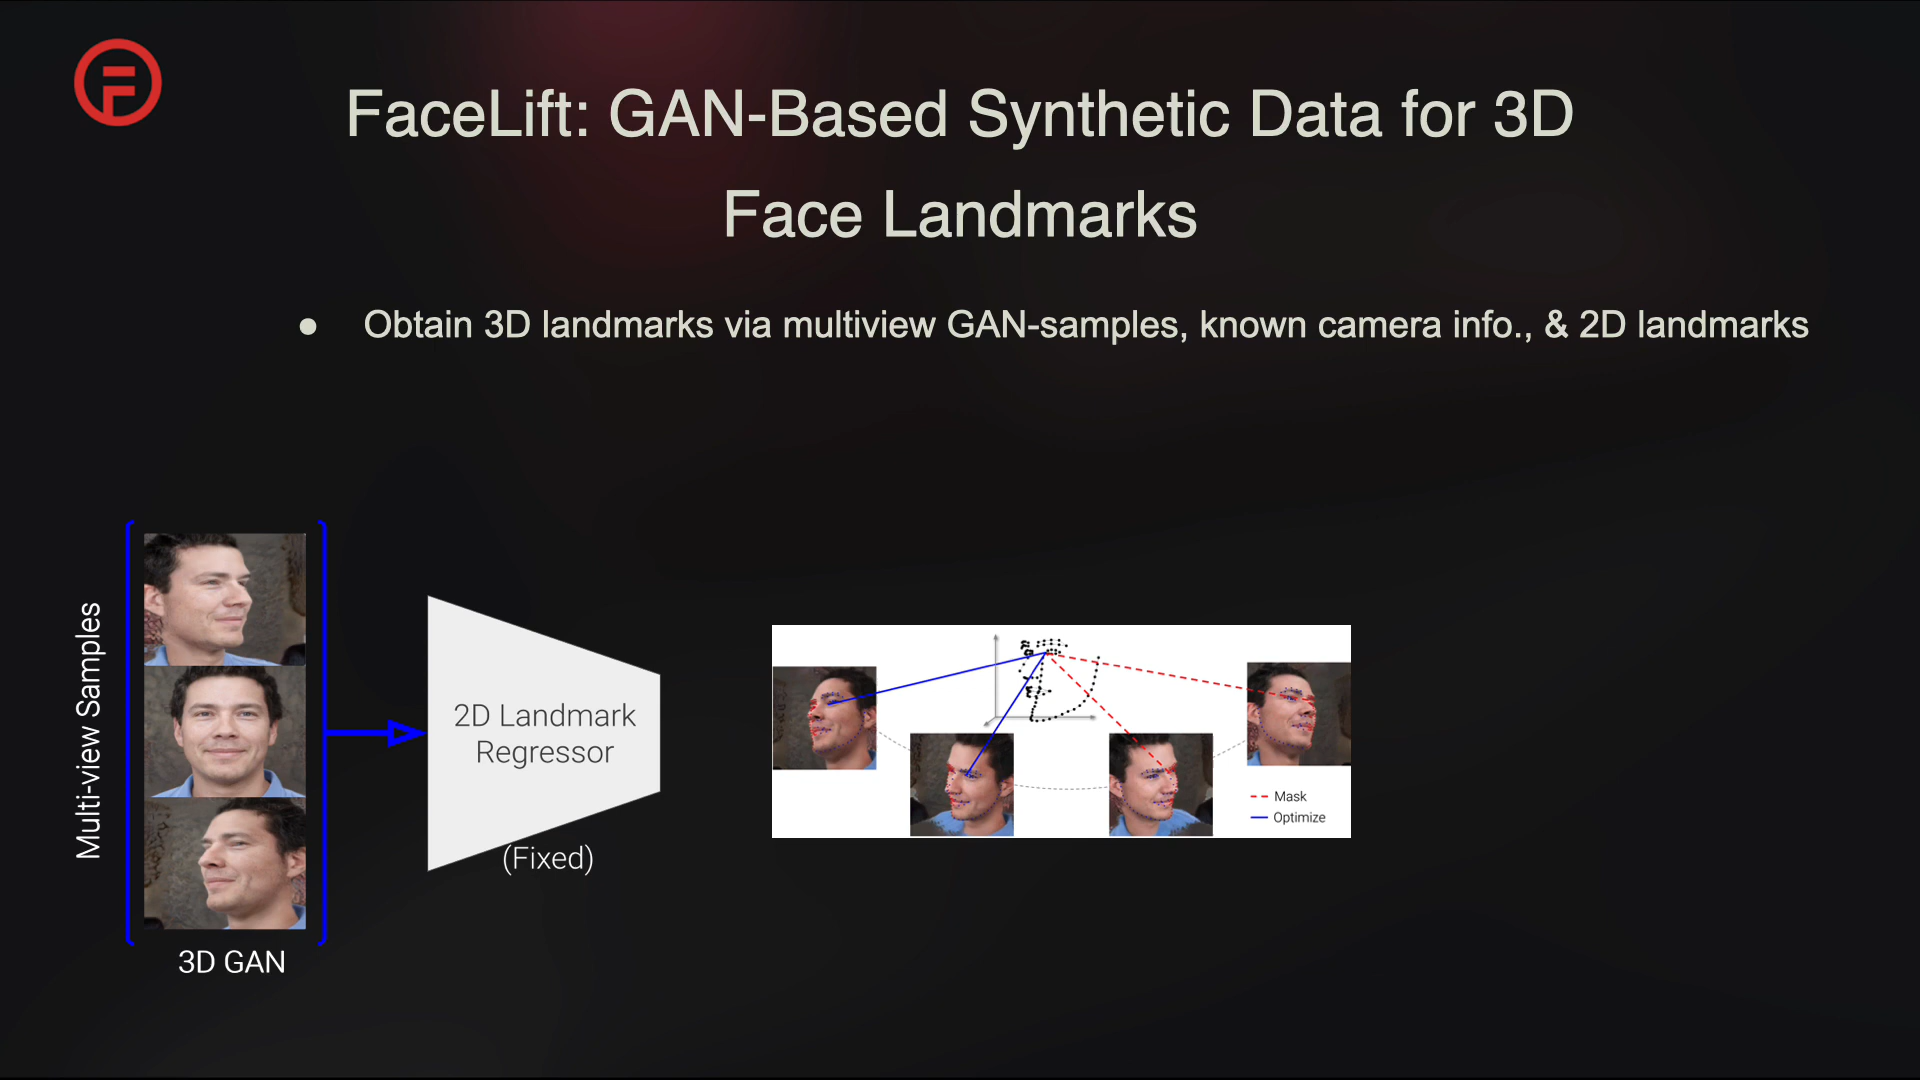 F
FaceLift: GAN-Based Synthetic Data for 3D
Face Landmarks
● Obtain 3D landmarks via multiview GAN-samples, known camera info., & 2D landmarks
Multi-view Samples
3D GAN
2D Landmark
Regressor
(Fixed)
Mask
Optimize